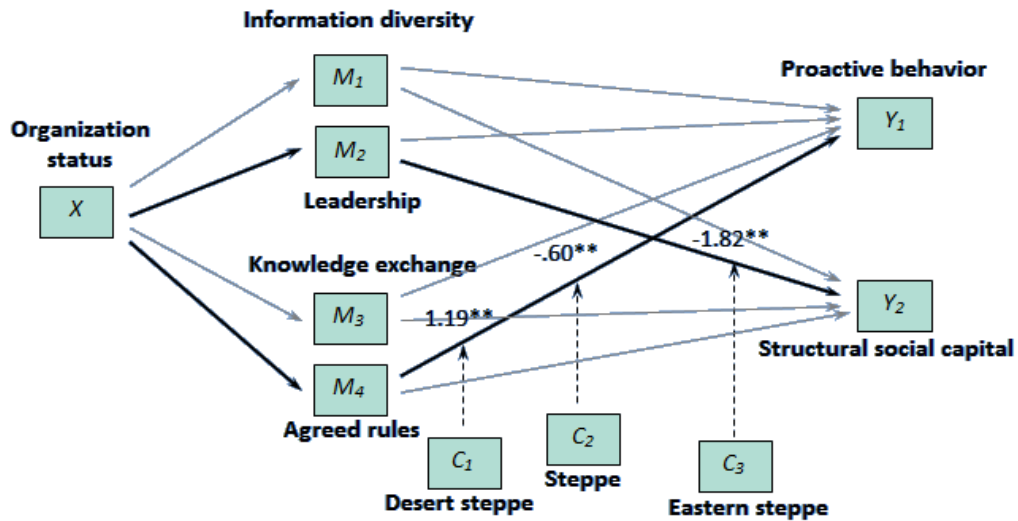 Information diversity
M1
Proactive behavior
Y1
Organization
status
X
M2
Leadership
-.60**
-1.82**
Knowledge exchange
M3
1.19**
Y2
Structural social capital
M4
Agreed rules
C1
Desert steppe
C2
Steppe
C3
Eastern steppe